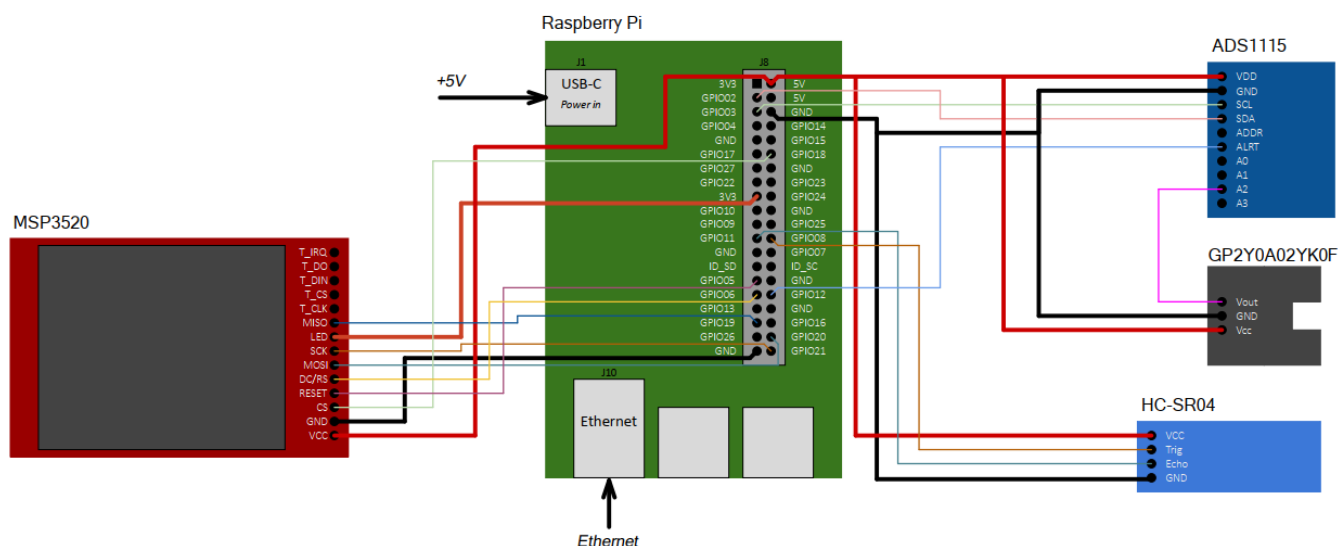 Raspberry Pi
+5V
J1
USB-C
Power in
J8
3V3
GPIO02
GPIO03
GPIO04
GND
GPIO17
GPIO27
GPIO22
3V3
GPIO10
GPIO09
GPIO11
GND
ID_SD
GPIO05
GPIO06
GPIO13
GPIO19
GPIO26
GND
5V
5V
GND
GPIO14
GPIO15
GPIO18
GND
GPIO23
GPIO24
GND
GPIO25
GPIO08
GPIO07
ID_SC
GND
GPIO12
GND
GPIO16
GPIO20
GPIO21
J10
Ethernet
Ethernet
MSP3520
T_IRQ
T_DO
T_DIN
T_CS
T_CLK
MISO
LED
SCK
MOSI
DC/RS
RESET
CS
GND
VCC
ADS1115
VDD
GND
SCL
SDA
ADDR
ALRT
A0
A1
A2
A3
GP2Y0A02YK0F
Vout
GND
Vcc
HC-SR04
VCC
Trig
Echo
GND